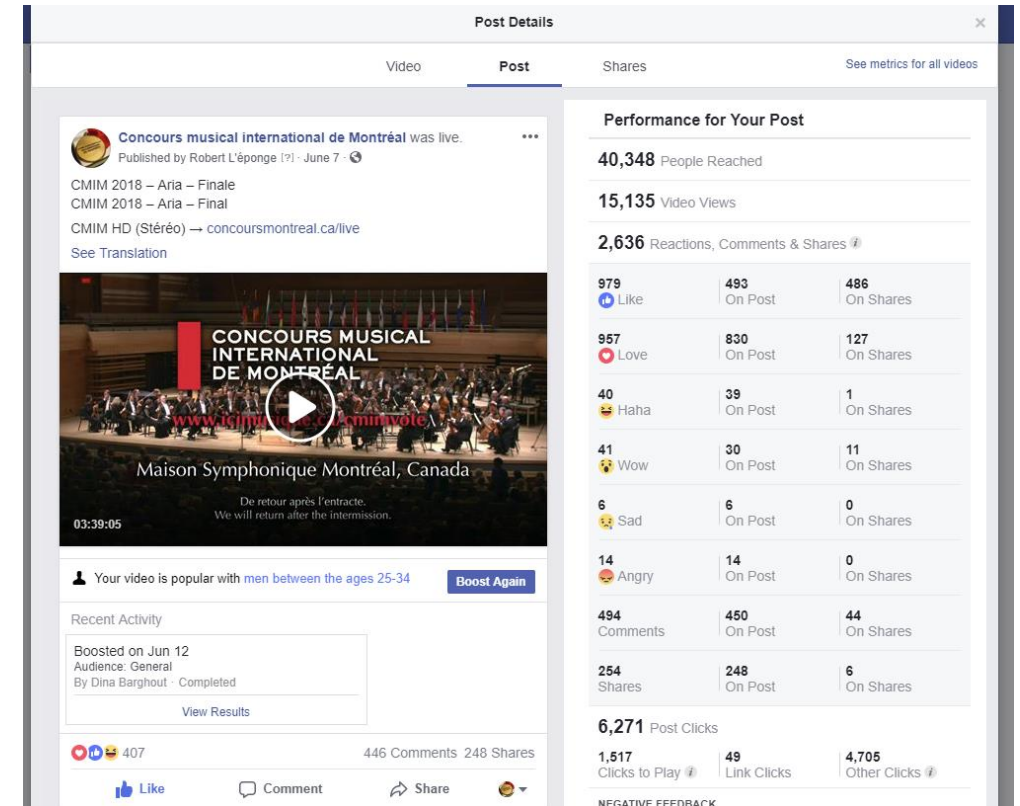 Post Details
×
Video Post Shares See metrics for all videos
Concours musical international de Montréal was live.
Published by Robert L'éponge [?] · June 7 ·
CMIM 2018 – Aria – Finale
CMIM 2018 – Aria – Final
CMIM HD (Stéréo) → concoursmontreal.ca/live
See Translation
CONCOURS MUSICAL
INTERNATIONAL
DE MONTRÉAL
www.icimusique.ca/cmimvote
Maison Symphonique Montréal, Canada
De retour après l'entracte.
We will return after the intermission.
03:39:05
Your video is popular with men between the ages 25-34
Boost Again
Recent Activity
Boosted on Jun 12
Audience: General
By Dina Barghout · Completed
View Results
407 446 Comments 248 Shares
Like Comment Share
Performance for Your Post
40,348 People Reached
15,135 Video Views
2,636 Reactions, Comments & Shares i
979 493 486
Like On Post On Shares
957 830 127
Love On Post On Shares
40 39 1
Haha On Post On Shares
41 30 11
Wow On Post On Shares
6 6 0
Sad On Post On Shares
14 14 0
Angry On Post On Shares
494 450 44
Comments On Post On Shares
254 248 6
Shares On Post On Shares
6,271 Post Clicks
1,517 49 4,705
Clicks to Play i Link Clicks Other Clicks i
NEGATIVE FEEDBACK